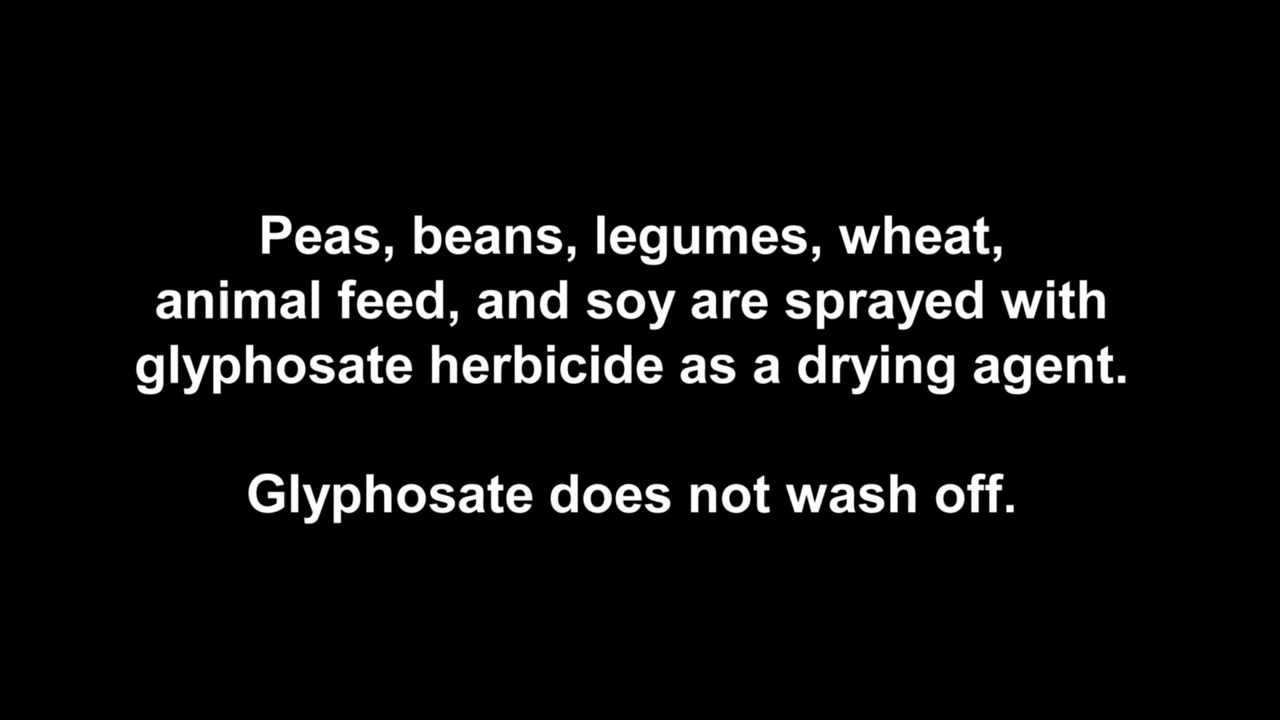 Peas, beans, legumes, wheat,
animal feed, and soy are sprayed with
glyphosate herbicide as a drying agent.
Glyphosate does not wash off.